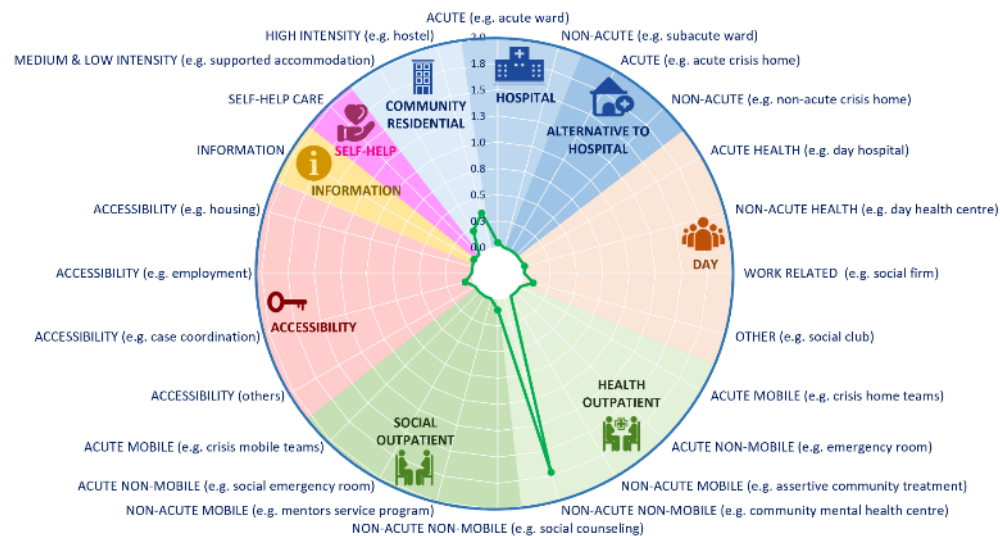 ACUTE (e.g. acute ward)
HIGH INTENSITY (e.g. hostel)
NON-ACUTE (e.g. subacute ward)
MEDIUM & LOW INTENSITY (e.g. supported accommodation)
ACUTE (e.g. acute crisis home)
SELF-HELP CARE
NON-ACUTE (e.g. non-acute crisis home)
INFORMATION
ACUTE HEALTH (e.g. day hospital)
ACCESSIBILITY (e.g. housing)
NON-ACUTE HEALTH (e.g. day health centre)
ACCESSIBILITY (e.g. employment)
WORK RELATED (e.g. social firm)
ACCESSIBILITY (e.g. case coordination)
OTHER (e.g. social club)
ACCESSIBILITY (others)
ACUTE MOBILE (e.g. crisis home teams)
ACUTE MOBILE (e.g. crisis mobile teams)
ACUTE NON-MOBILE (e.g. emergency room)
ACUTE NON-MOBILE (e.g. social emergency room)
NON-ACUTE MOBILE (e.g. assertive community treatment)
NON-ACUTE MOBILE (e.g. mentors service program)
NON-ACUTE NON-MOBILE (e.g. community mental health centre)
NON-ACUTE NON-MOBILE (e.g. social counseling)
2.0
1.8
1.5
1.3
1.0
0.8
0.5
0.3
0.0
COMMUNITY
RESIDENTIAL
HOSPITAL
ALTERNATIVE TO
HOSPITAL
SELF-HELP
i
INFORMATION
DAY
ACCESSIBILITY
HEALTH
OUTPATIENT
SOCIAL
OUTPATIENT